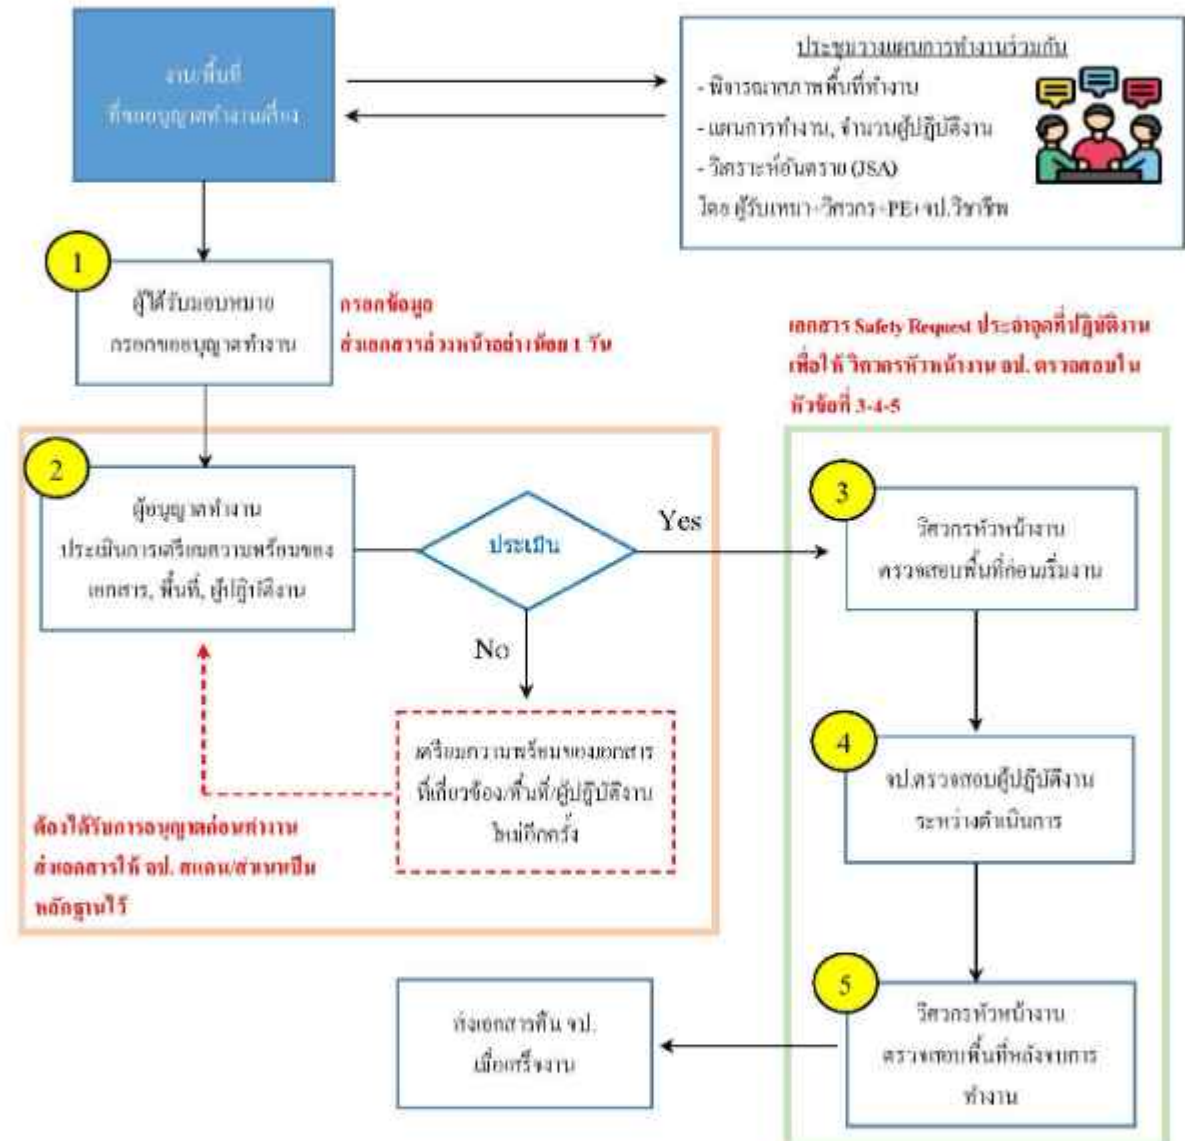 งาน/พื้นที่
ที่ขออนุญาตทำงานเสี่ยง
ประชุมวางแผนการทำงานร่วมกัน
- พิจารณาสภาพพื้นที่ทำงาน
- แผนการทำงาน, จำนวนผู้ปฏิบัติงาน
- วิเคราะห์อันตราย (JSA)
โดย ผู้รับเหมา+วิศวกร+PE+จป.วิชาชีพ
1
ผู้ได้รับมอบหมาย
กรอกขออนุญาตทำงาน
กรอกข้อมูล
ส่งเอกสารล่วงหน้าอย่างน้อย 1 วัน
เอกสาร Safety Request ประจำจุดที่ปฏิบัติงาน
เพื่อให้ วิศวกรหัวหน้างาน จป. ตรวจสอบใน
หัวข้อที่ 3-4-5
2
ผู้อนุญาตทำงาน
ประเมินการเตรียมความพร้อมของ
เอกสาร, พื้นที่, ผู้ปฏิบัติงาน
ประเมิน
Yes
No
3
วิศวกรหัวหน้างาน
ตรวจสอบพื้นที่ก่อนเริ่มงาน
เตรียมความพร้อมของเอกสาร
ที่เกี่ยวข้อง/พื้นที่/ผู้ปฏิบัติงาน
ใหม่อีกครั้ง
4
จป.ตรวจสอบผู้ปฏิบัติงาน
ระหว่างดำเนินการ
ต้องได้รับการอนุญาตก่อนทำงาน
ส่งเอกสารให้ จป. สแกน/สำเนาเป็น
หลักฐานไว้
5
วิศวกรหัวหน้างาน
ตรวจสอบพื้นที่หลังจบการ
ทำงาน
ส่งเอกสารคืน จป.
เมื่อเสร็จงาน